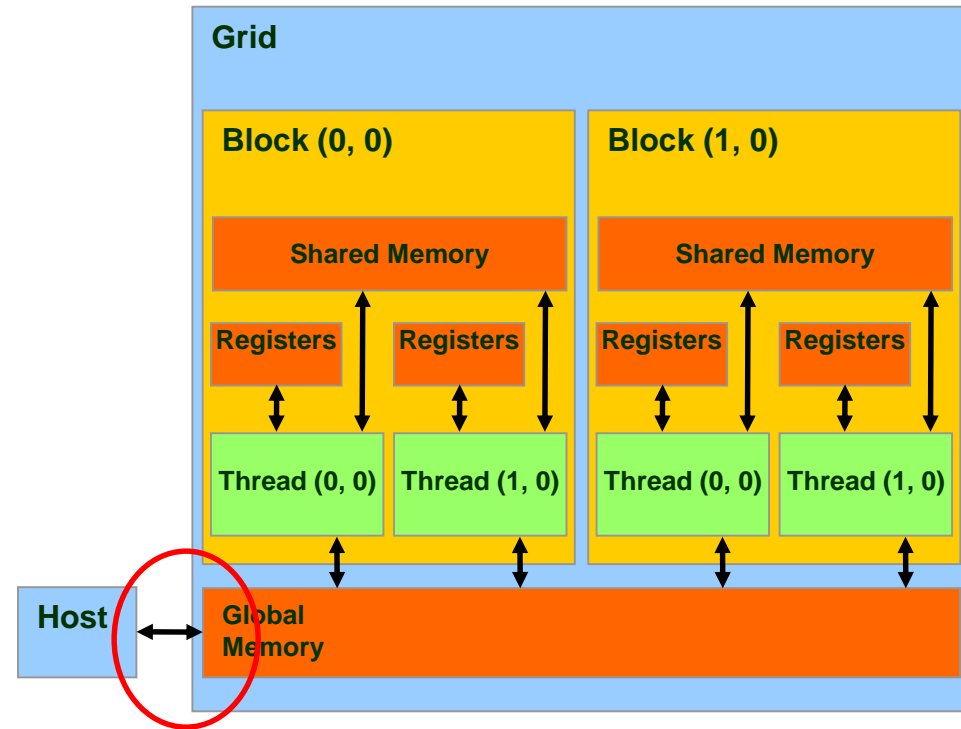 Grid
Block (0, 0)
Block (1, 0)
Shared Memory
Shared Memory
Registers
Registers
Registers
Registers
Thread (0, 0)
Thread (1, 0)
Thread (0, 0)
Thread (1, 0)
Host
Global
Memory